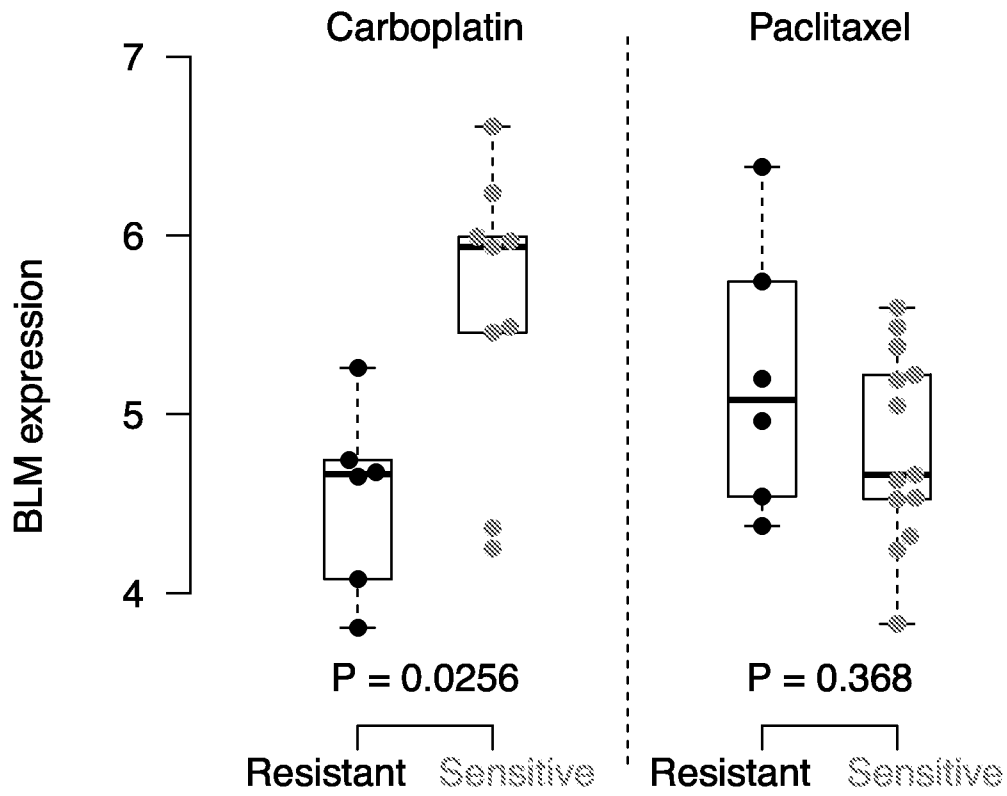 Carboplatin Paclitaxel
7
6
5
4
BLM expression
P = 0.0256 P = 0.368
Resistant Sensitive Resistant Sensitive